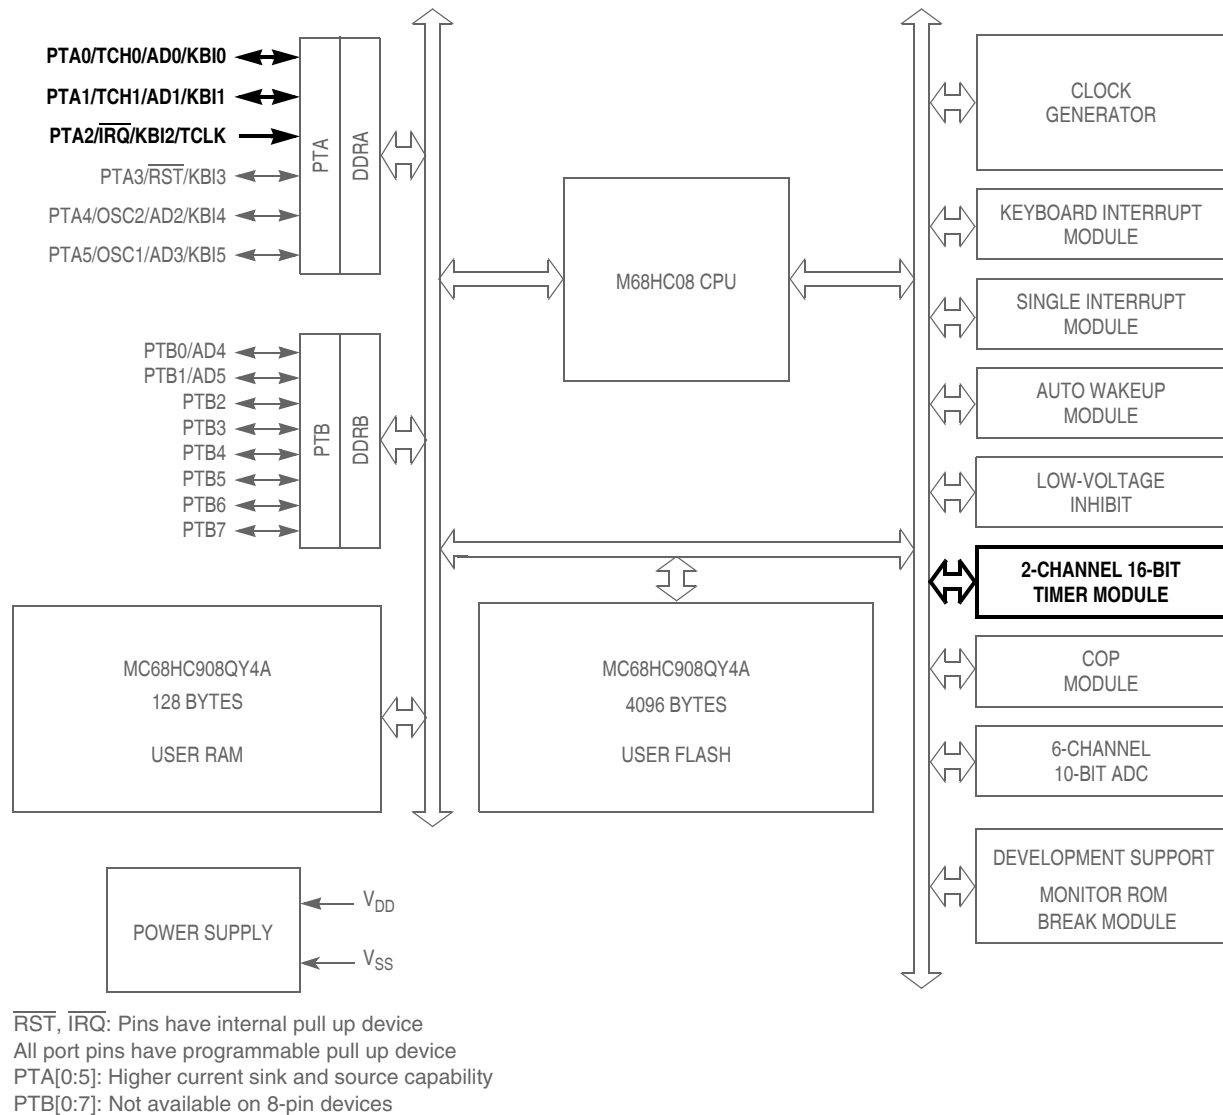 PTA0/TCH0/AD0/KBI0
PTA1/TCH1/AD1/KBI1
PTA2/IRQ/KBI2/TCLK
PTA3/RST/KBI3
PTA4/OSC2/AD2/KBI4
PTA5/OSC1/AD3/KBI5
PTA
DDRA
PTB0/AD4
PTB1/AD5
PTB2
PTB3
PTB4
PTB5
PTB6
PTB7
PTB
DDRB
M68HC08 CPU
MC68HC908QY4A
128 BYTES
USER RAM
MC68HC908QY4A
4096 BYTES
USER FLASH
CLOCK
GENERATOR
KEYBOARD INTERRUPT
MODULE
SINGLE INTERRUPT
MODULE
AUTO WAKEUP
MODULE
LOW-VOLTAGE
INHIBIT
2-CHANNEL 16-BIT
TIMER MODULE
COP
MODULE
6-CHANNEL
10-BIT ADC
DEVELOPMENT SUPPORT
MONITOR ROM
BREAK MODULE
POWER SUPPLY
VDD
VSS
RST, IRQ: Pins have internal pull up device
All port pins have programmable pull up device
PTA[0:5]: Higher current sink and source capability
PTB[0:7]: Not available on 8-pin devices